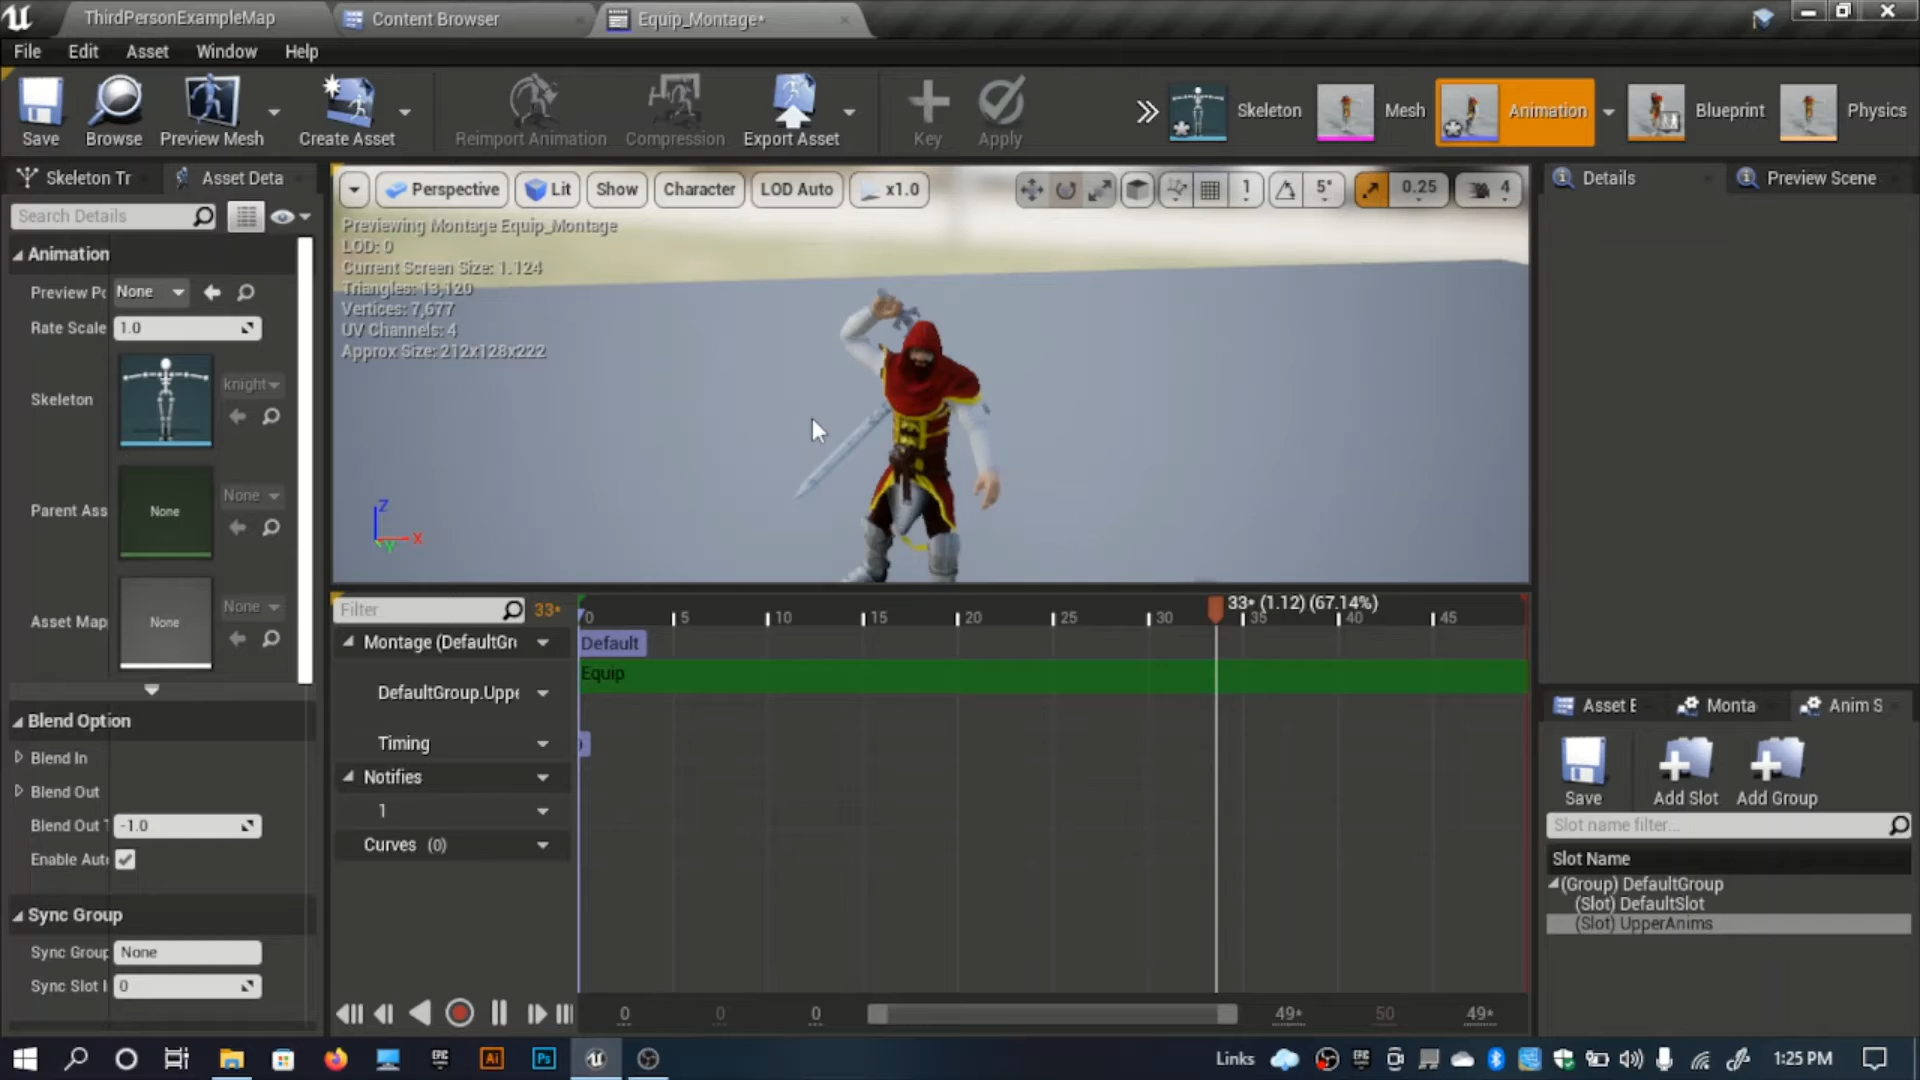 ThirdPersonExampleMap
Content Browser
Equip_Montage*
File Edit Asset Window Help
Save
Browse
Preview Mesh
Create Asset
Reimport Animation
Compression
Export Asset
Key
Apply
Skeleton
Mesh
Animation
Blueprint
Physics
Skeleton Tr
Asset Deta
Search Details
Perspective
Lit
Show
Character
LOD Auto
x1.0
1
5°
0.25
4
Details
Preview Scene
Previewing Montage Equip_Montage
LOD: 0
Current Screen Size: 1.124
Triangles: 13,120
Vertices: 7,677
UV Channels: 4
Approx Size: 212x128x222
Animation
Preview Po None
Rate Scale 1.0
Skeleton
knight
Parent Ass
None
None
Asset Map
None
None
Z
X
Y
Blend Option
Blend In
Blend Out
Blend Out T -1.0
Enable Auto
Sync Group
Sync Group None
Sync Slot I 0
Filter
33*
0 5 10 15 20 25 30 35 40 45
33* (1.12) (67.14%)
Montage (DefaultGr
Default
Equip
DefaultGroup.Uppe
Timing
Notifies
1
Curves (0)
0 0 0 49* 50 49*
Asset E
Monta
Anim S
Save
Add Slot
Add Group
Slot name filter...
Slot Name
(Group) DefaultGroup
(Slot) DefaultSlot
(Slot) UpperAnims
EPIC
Ai
Ps
Links
EPIC
1:25 PM